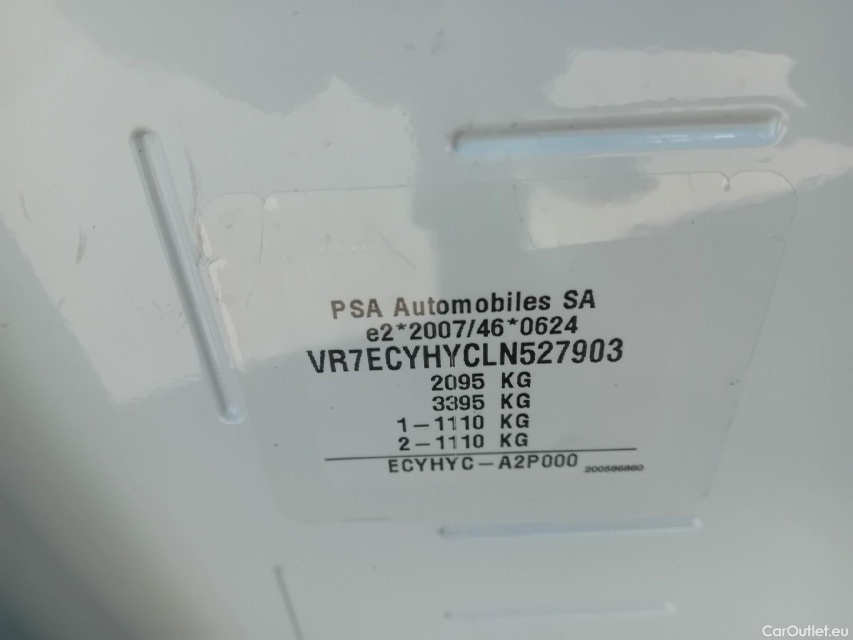 PSA Automobiles SA
e2*2007/46*0624
VR7ECYHYCLN527903
2095 KG
3395 KG
1-1110 KG
2-1110 KG
ECYHYC-A2P000
CarOutlet.eu